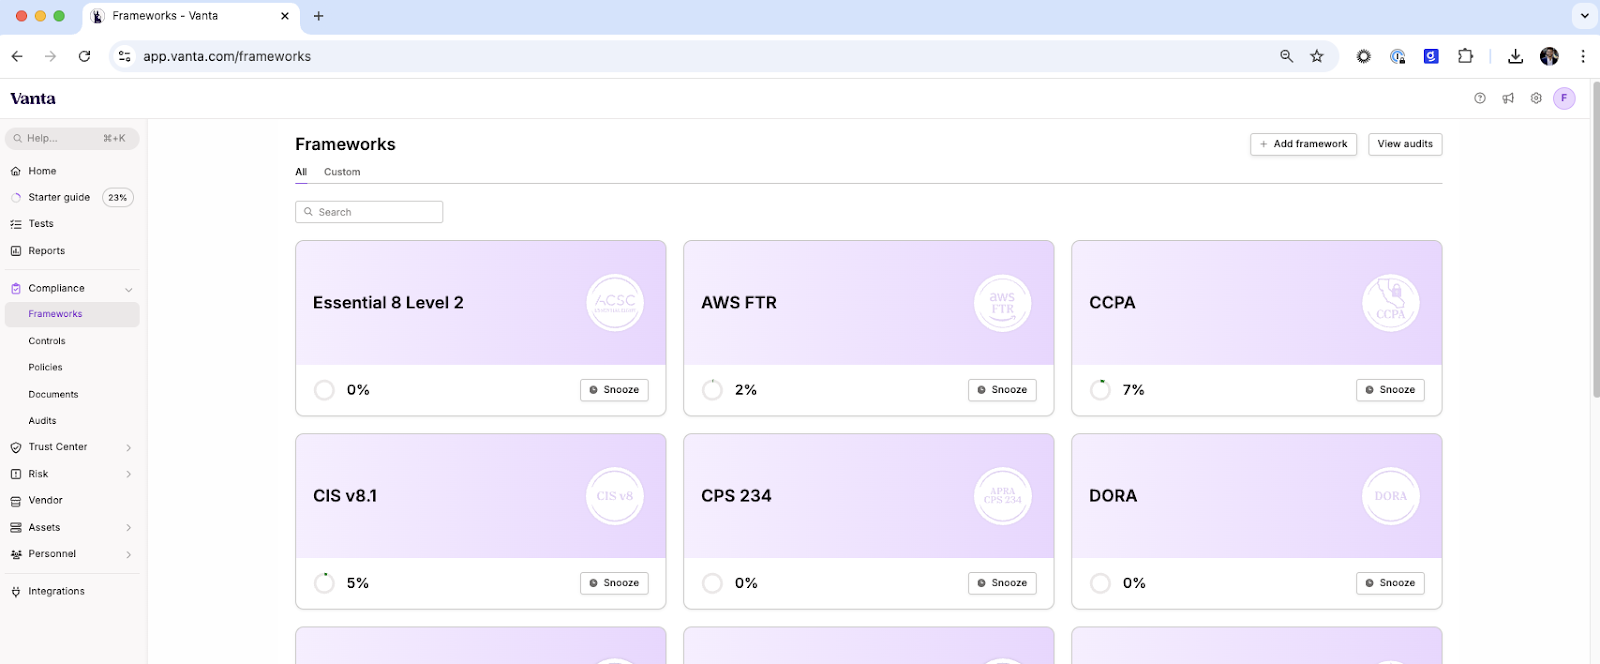 Frameworks - Vanta
app.vanta.com/frameworks
Vanta
F
Help... ⌘+K
Home
Starter guide 23%
Tests
Reports
Compliance
Frameworks
Controls
Policies
Documents
Audits
Trust Center
Risk
Vendor
Assets
Personnel
Integrations
Frameworks
+ Add framework
View audits
All Custom
Search
Essential 8 Level 2
ACSC
0%
Snooze
AWS FTR
aws
FTR
2%
Snooze
CCPA
CCPA
7%
Snooze
CIS v8.1
CIS v8
5%
Snooze
CPS 234
APRA
CPS 234
0%
Snooze
DORA
DORA
0%
Snooze